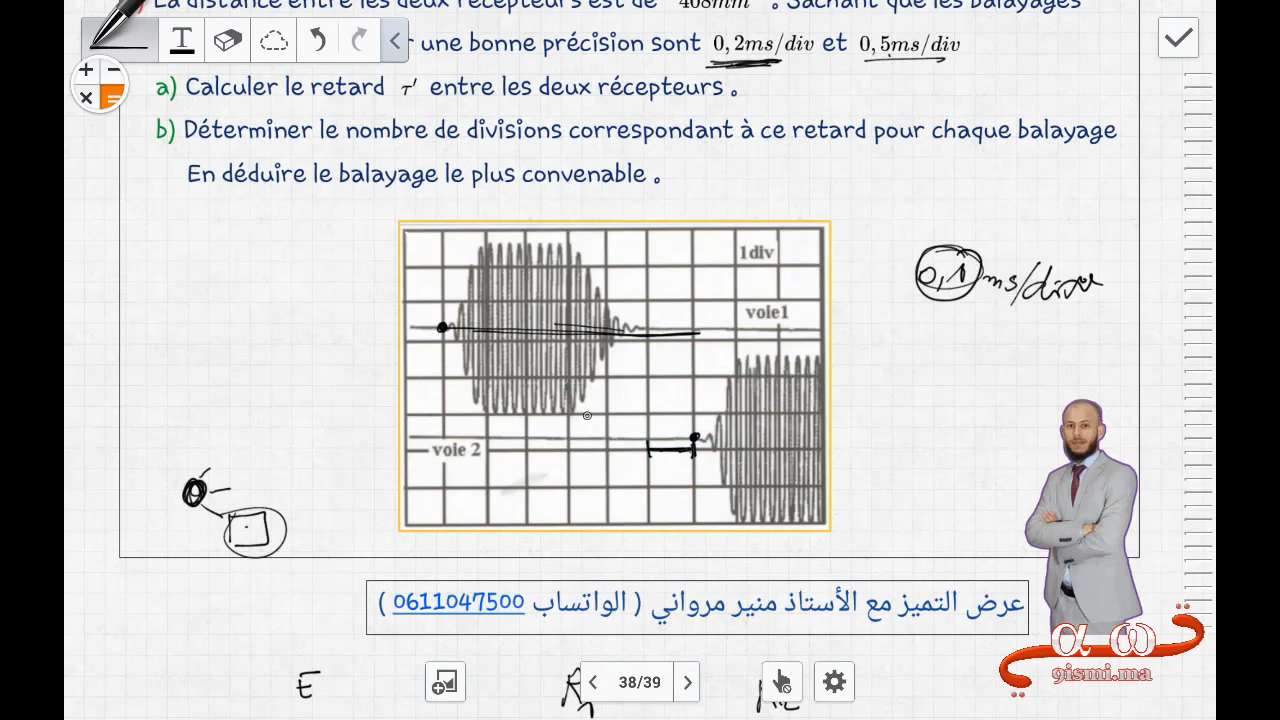 La distance entre les deux récepteurs est de 408mm . Sachant que les balayages
T
une bonne précision sont 0,2ms/div et 0,5ms/div
a) Calculer le retard τ' entre les deux récepteurs .
b) Déterminer le nombre de divisions correspondant à ce retard pour chaque balayage
En déduire le balayage le plus convenable .
1div
0,1 ms/div
voie1
voie 2
عرض التميز مع الأستاذ منير مرواني ( الواتساب 0611047500 )
α ω
gismi.ma
E
38/39